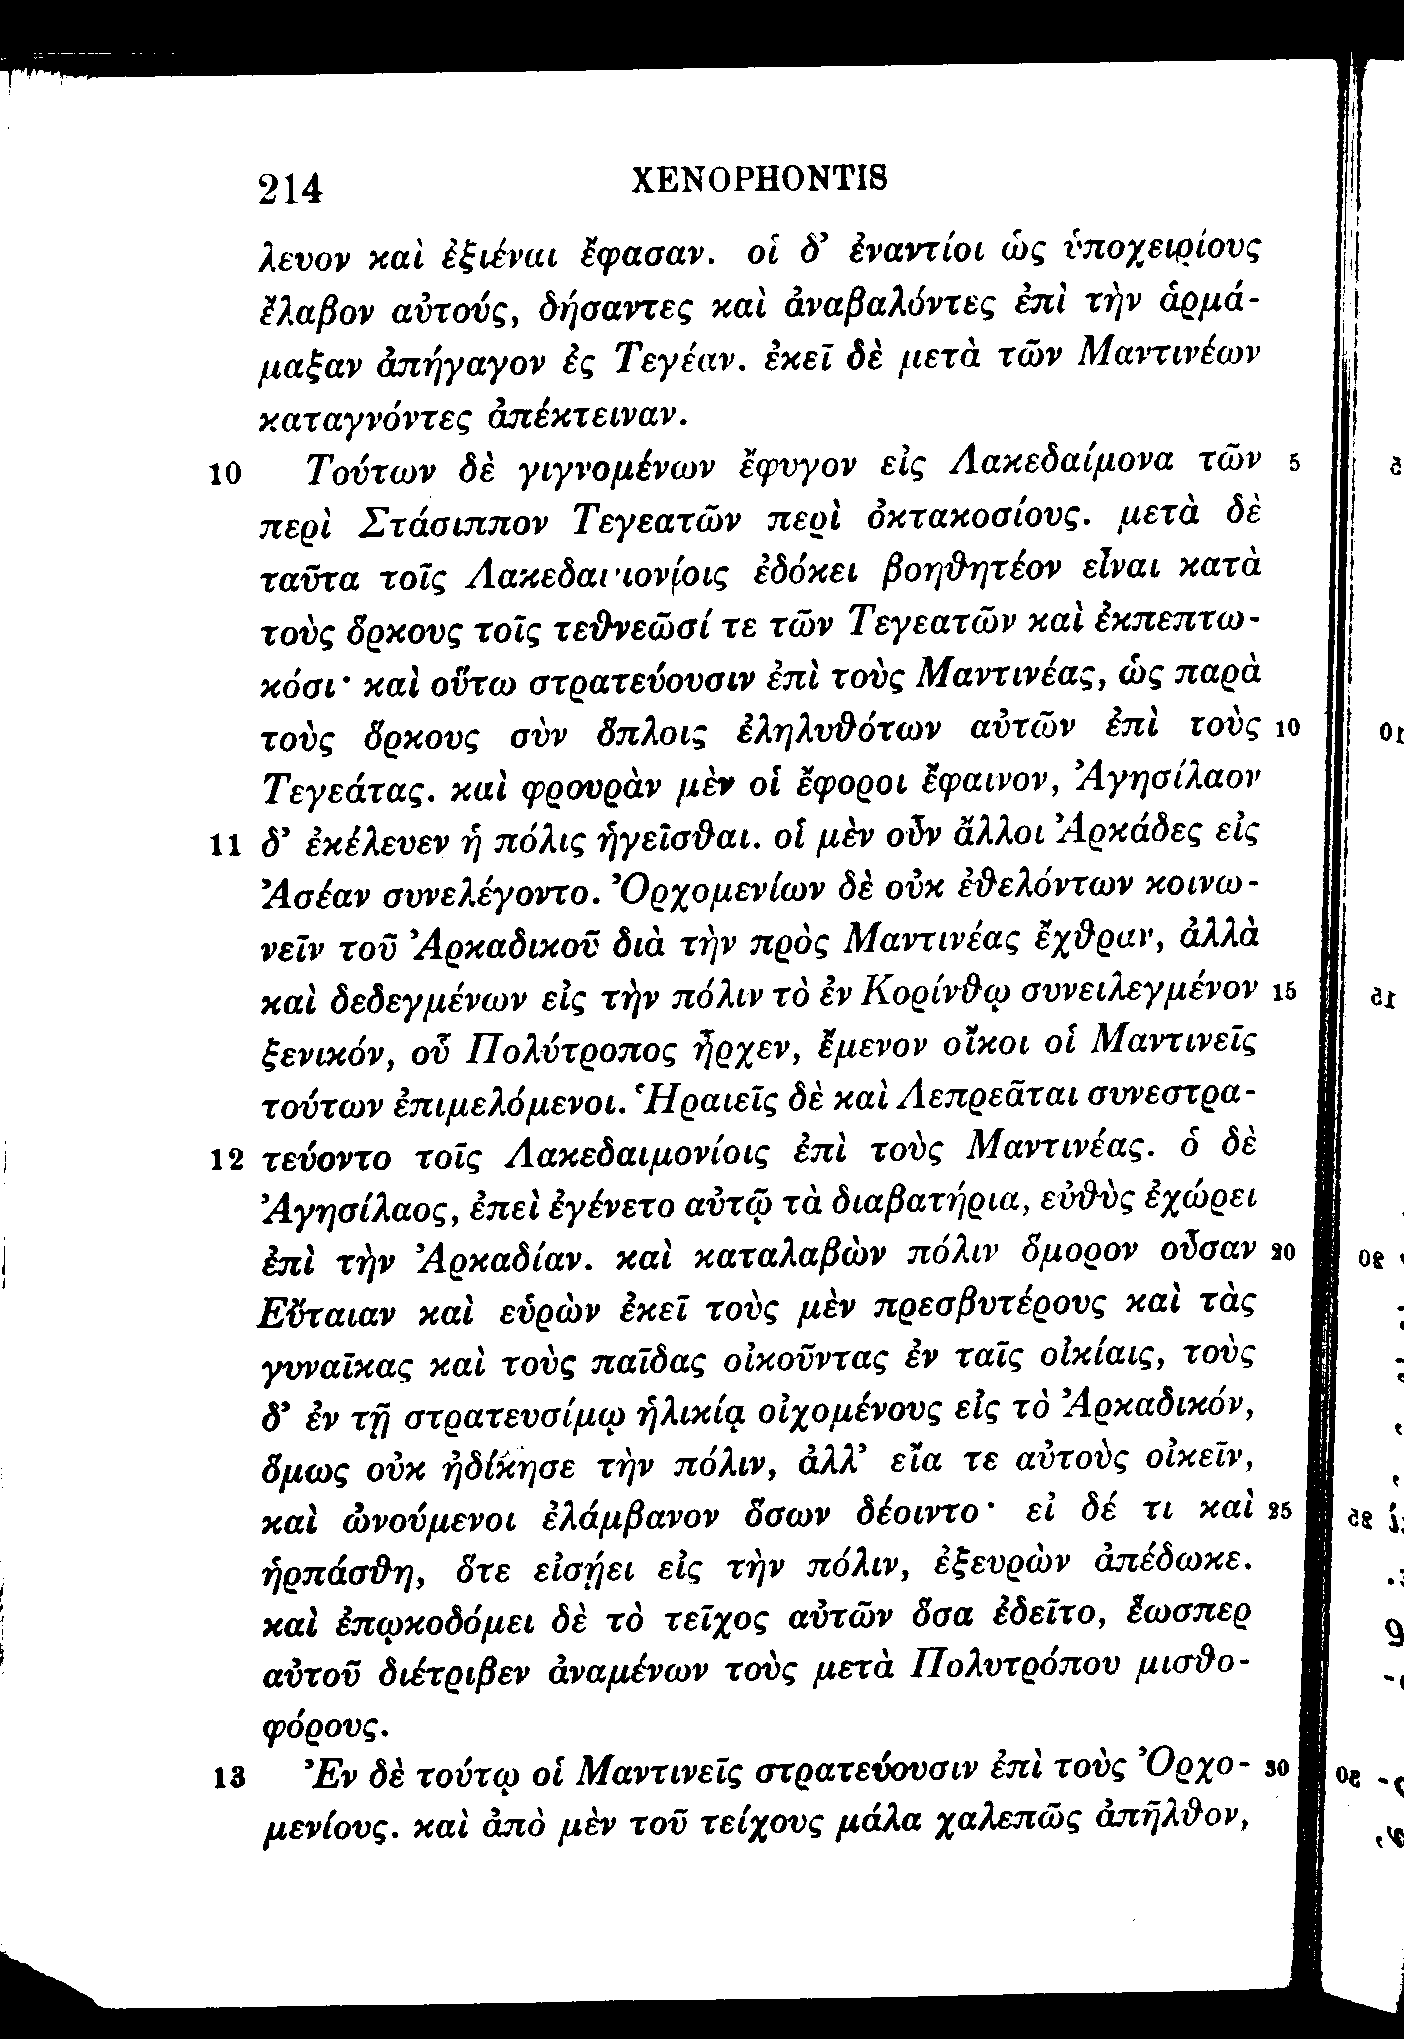 214 XENOPHONTIS
λευον καὶ ἐξιέναι ἔφασαν. οἱ δ’ ἐναντίοι ὡς ὑποχειρίους
ἔλαβον αὐτούς, δήσαντες καὶ ἀναβαλόντες ἐπὶ τὴν ἁρμά-
μαξαν ἀπήγαγον ἐς Τεγέαν. ἐκεῖ δὲ μετὰ τῶν Μαντινέων
καταγνόντες ἀπέκτειναν.
10 Τούτων δὲ γιγνομένων ἔφυγον εἰς Λακεδαίμονα τῶν 5
περὶ Στάσιππον Τεγεατῶν περὶ ὀκτακοσίους. μετὰ δὲ
ταῦτα τοῖς Λακεδαιμονίοις ἐδόκει βοηθητέον εἶναι κατὰ
τοὺς ὅρκους τοῖς τεθνεῶσί τε τῶν Τεγεατῶν καὶ ἐκπεπτω-
κόσι· καὶ οὕτω στρατεύουσιν ἐπὶ τοὺς Μαντινέας, ὡς παρὰ
τοὺς ὅρκους σὺν ὅπλοις ἐληλυθότων αὐτῶν ἐπὶ τοὺς 10
Τεγεάτας. καὶ φρουρὰν μὲν οἱ ἔφοροι ἔφαινον, Ἀγησίλαον
11 δ’ ἐκέλευεν ἡ πόλις ἡγεῖσθαι. οἱ μὲν οὖν ἄλλοι Ἀρκάδες εἰς
Ἀσέαν συνελέγοντο. Ὀρχομενίων δὲ οὐκ ἐθελόντων κοινω-
νεῖν τοῦ Ἀρκαδικοῦ διὰ τὴν πρὸς Μαντινέας ἔχθραν, ἀλλὰ
καὶ δεδεγμένων εἰς τὴν πόλιν τὸ ἐν Κορίνθῳ συνειλεγμένον 15
ξενικόν, οὗ Πολύτροπος ἦρχεν, ἔμενον οἴκοι οἱ Μαντινεῖς
τούτων ἐπιμελόμενοι. Ἡραιεῖς δὲ καὶ Λεπρεᾶται συνεστρα-
12 τεύοντο τοῖς Λακεδαιμονίοις ἐπὶ τοὺς Μαντινέας. ὁ δὲ
Ἀγησίλαος, ἐπεὶ ἐγένετο αὐτῷ τὰ διαβατήρια, εὐθὺς ἐχώρει
ἐπὶ τὴν Ἀρκαδίαν. καὶ καταλαβὼν πόλιν ὅμορον οὖσαν 20
Εὔταιαν καὶ εὑρὼν ἐκεῖ τοὺς μὲν πρεσβυτέρους καὶ τὰς
γυναῖκας καὶ τοὺς παῖδας οἰκοῦντας ἐν ταῖς οἰκίαις, τοὺς
δ’ ἐν τῇ στρατευσίμῳ ἡλικίᾳ οἰχομένους εἰς τὸ Ἀρκαδικόν,
ὅμως οὐκ ἠδίκησε τὴν πόλιν, ἀλλ’ εἴα τε αὐτοὺς οἰκεῖν,
καὶ ὠνούμενοι ἐλάμβανον ὅσων δέοιντο· εἰ δέ τι καὶ 25
ἡρπάσθη, ὅτε εἰσῄει εἰς τὴν πόλιν, ἐξευρὼν ἀπέδωκε.
καὶ ἐπῳκοδόμει δὲ τὸ τεῖχος αὐτῶν ὅσα ἐδεῖτο, ἕωσπερ
αὐτοῦ διέτριβεν ἀναμένων τοὺς μετὰ Πολυτρόπου μισθο-
φόρους.
13 Ἐν δὲ τούτῳ οἱ Μαντινεῖς στρατεύουσιν ἐπὶ τοὺς Ὀρχο- 30
μενίους. καὶ ἀπὸ μὲν τοῦ τείχους μάλα χαλεπῶς ἀπῆλθον,